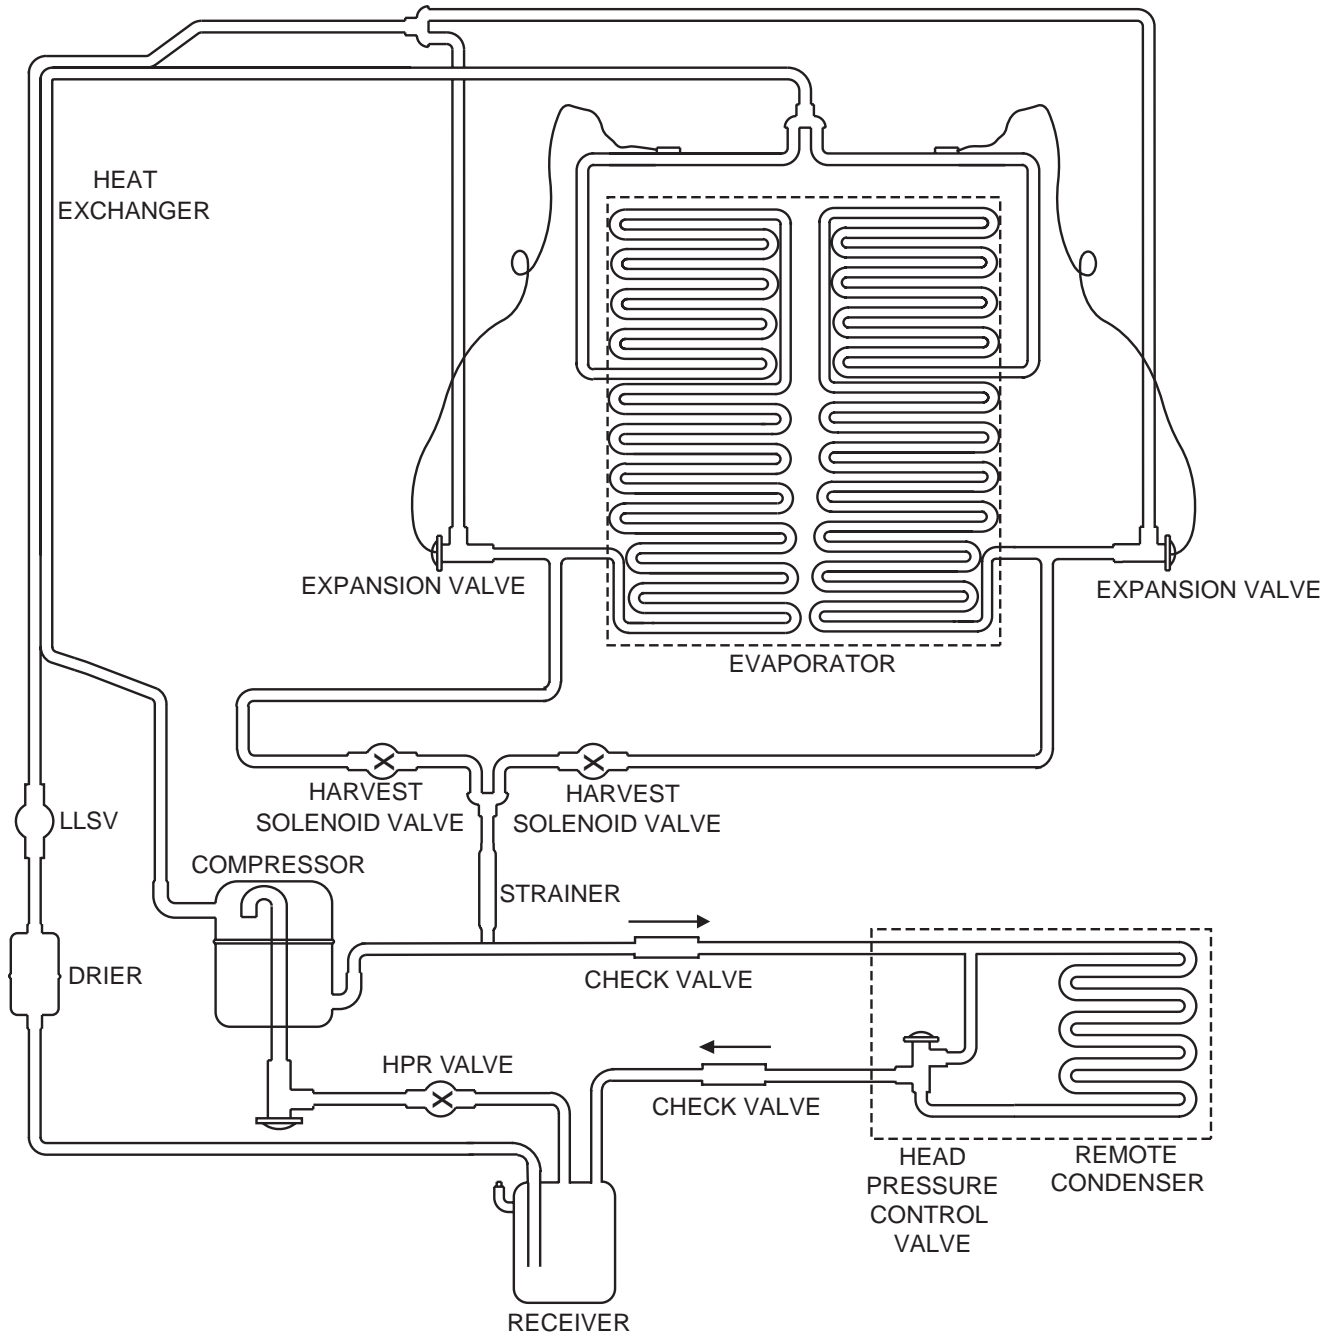 HEAT
EXCHANGER
EXPANSION VALVE
EXPANSION VALVE
EVAPORATOR
HARVEST
SOLENOID VALVE
HARVEST
SOLENOID VALVE
LLSV
COMPRESSOR
STRAINER
DRIER
CHECK VALVE
HPR VALVE
CHECK VALVE
HEAD
PRESSURE
CONTROL
VALVE
REMOTE
CONDENSER
RECEIVER